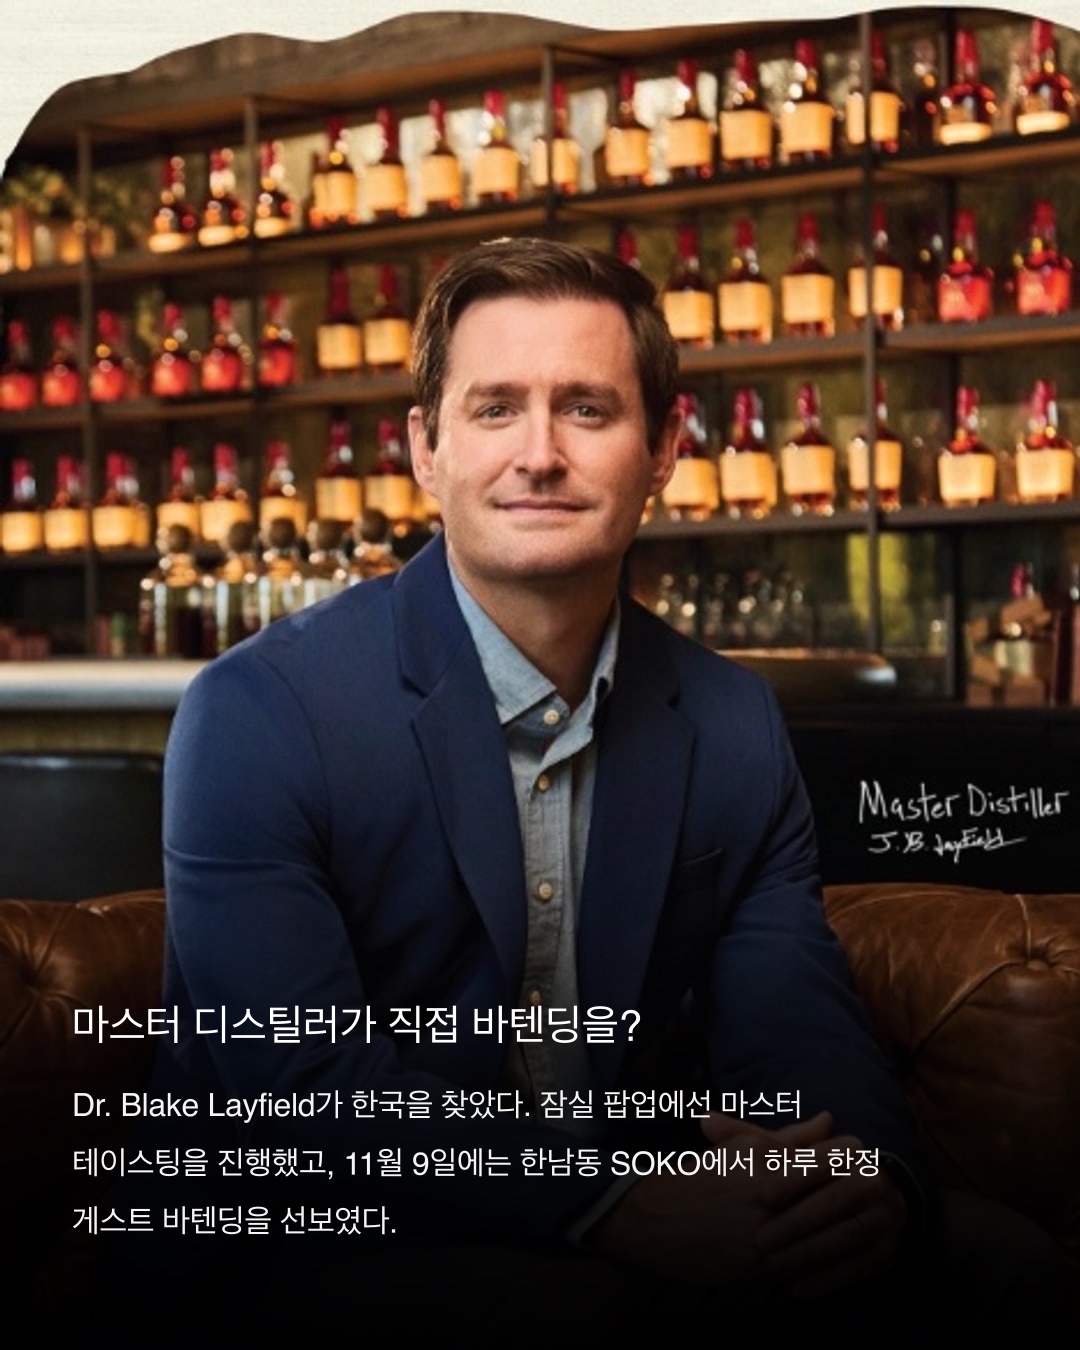 Master Distiller
J. B. Layfield
마스터 디스틸러가 직접 바텐딩을?
Dr. Blake Layfield가 한국을 찾았다. 잠실 팝업에선 마스터
테이스팅을 진행했고, 11월 9일에는 한남동 SOKO에서 하루 한정
게스트 바텐딩을 선보였다.